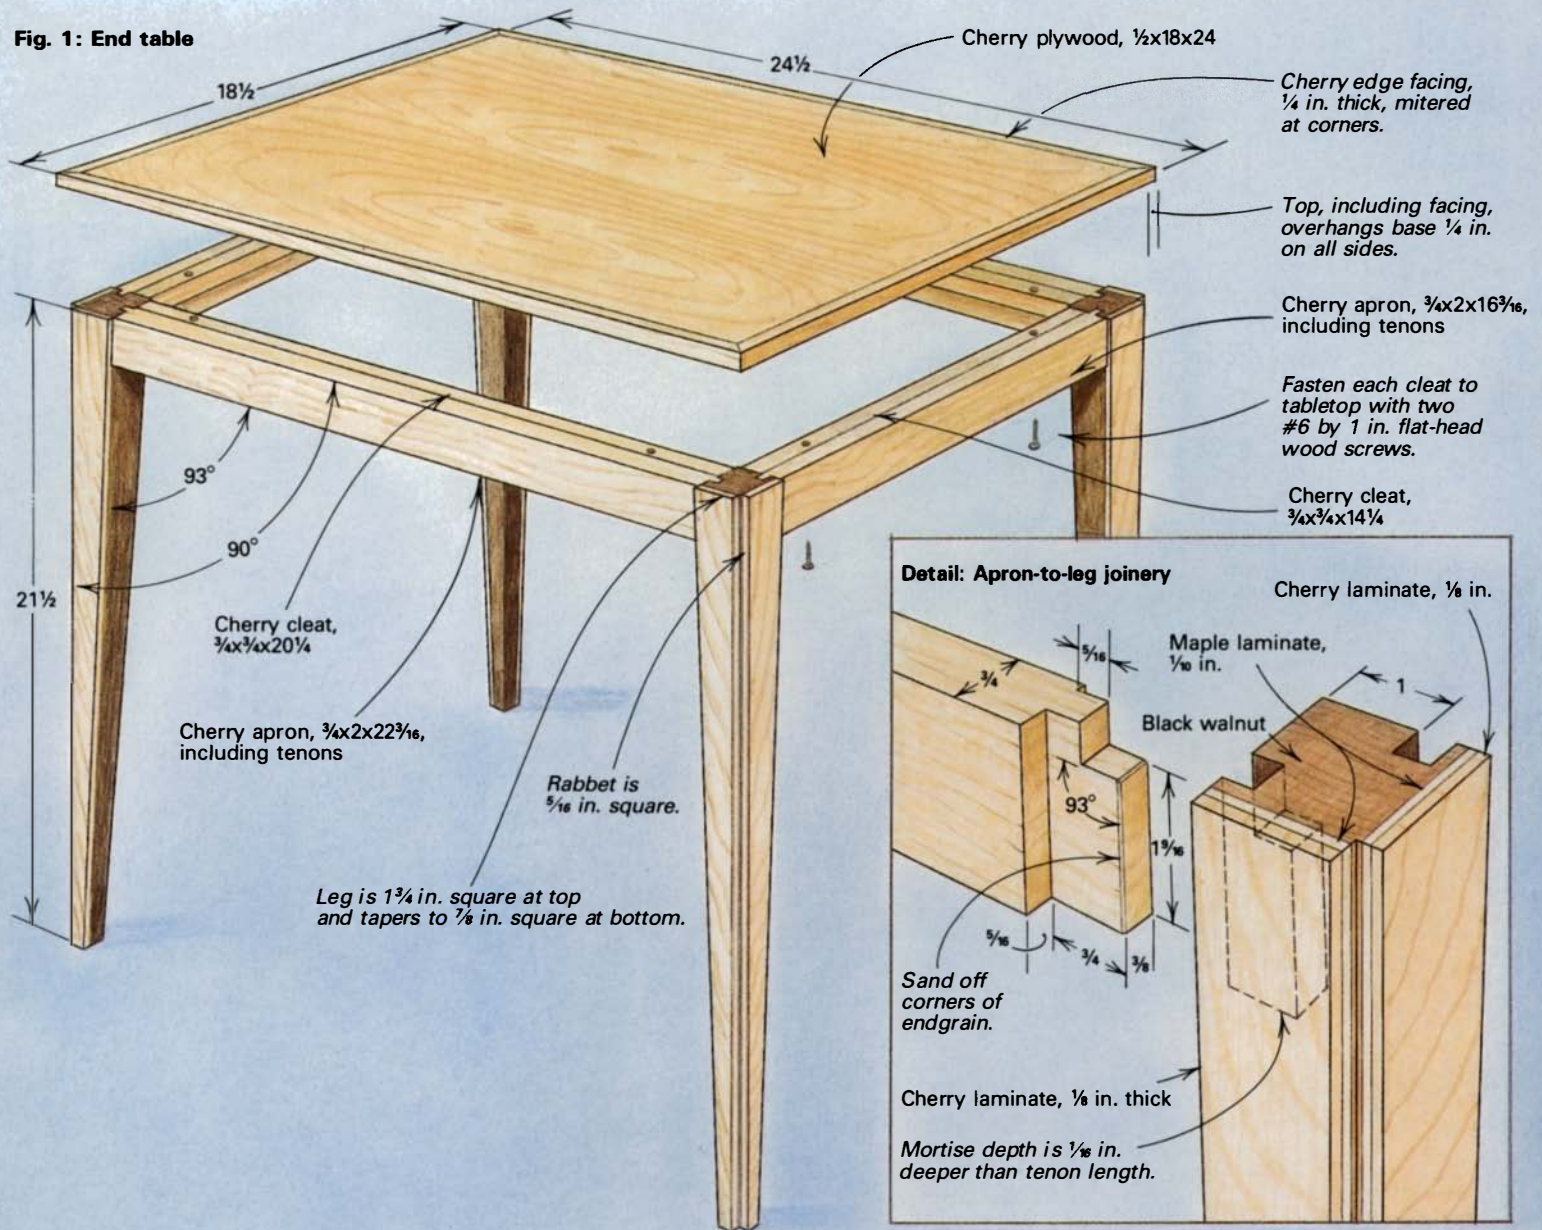 Fig. 1: End table
18½
24½
Cherry plywood, ½x18x24
Cherry edge facing,
¼ in. thick, mitered
at corners.
Top, including facing,
overhangs base ¼ in.
on all sides.
Cherry apron, ¾x2x16³⁄₁₆,
including tenons
Fasten each cleat to
tabletop with two
#6 by 1 in. flat-head
wood screws.
Cherry cleat,
¾x¾x14¼
93°
90°
21½
Cherry cleat,
¾x¾x20¼
Cherry apron, ¾x2x22³⁄₁₆,
including tenons
Rabbet is
⁵⁄₁₆ in. square.
Leg is 1¾ in. square at top
and tapers to ⅞ in. square at bottom.
Detail: Apron-to-leg joinery
Cherry laminate, ⅛ in.
Maple laminate,
⅒ in.
⁵⁄₁₆
¾
1
Black walnut
93°
1⁹⁄₁₆
⁵⁄₁₆
¾
⅜
Sand off
corners of
endgrain.
Cherry laminate, ⅛ in. thick
Mortise depth is ¹⁄₁₆ in.
deeper than tenon length.